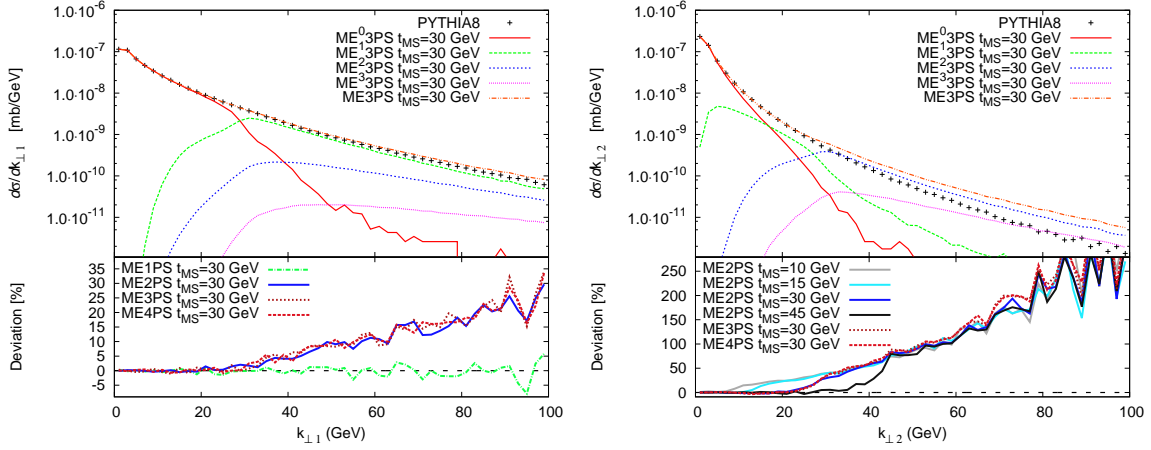 PYTHIA8
ME⁰3PS t_MS=30 GeV
ME¹3PS t_MS=30 GeV
ME²3PS t_MS=30 GeV
ME³3PS t_MS=30 GeV
ME3PS t_MS=30 GeV
dσ/dk⊥1 [mb/GeV]
1.0·10⁻⁶
1.0·10⁻⁷
1.0·10⁻⁸
1.0·10⁻⁹
1.0·10⁻¹⁰
1.0·10⁻¹¹
ME1PS t_MS=30 GeV
ME2PS t_MS=30 GeV
ME3PS t_MS=30 GeV
ME4PS t_MS=30 GeV
Deviation [%]
35
30
25
20
15
10
5
0
-5
0 20 40 60 80 100
k⊥1 (GeV)
PYTHIA8
ME⁰3PS t_MS=30 GeV
ME¹3PS t_MS=30 GeV
ME²3PS t_MS=30 GeV
ME³3PS t_MS=30 GeV
ME3PS t_MS=30 GeV
dσ/dk⊥2 [mb/GeV]
1.0·10⁻⁶
1.0·10⁻⁷
1.0·10⁻⁸
1.0·10⁻⁹
1.0·10⁻¹⁰
1.0·10⁻¹¹
ME2PS t_MS=10 GeV
ME2PS t_MS=15 GeV
ME2PS t_MS=30 GeV
ME2PS t_MS=45 GeV
ME3PS t_MS=30 GeV
ME4PS t_MS=30 GeV
Deviation [%]
250
200
150
100
50
0
0 20 40 60 80 100
k⊥2 (GeV)